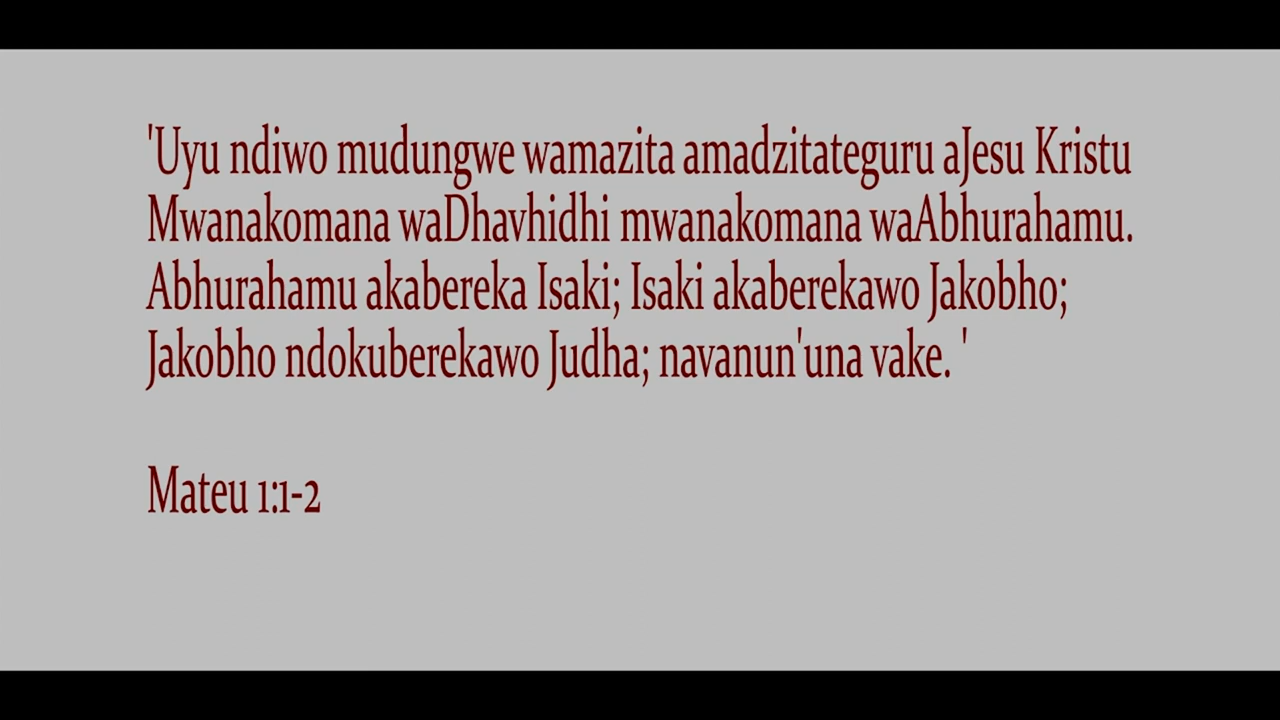 'Uyu ndiwo mudungwe wamazita amadzitateguru aJesu Kristu
Mwanakomana waDhavhidhi mwanakomana waAbhurahamu.
Abhurahamu akabereka Isaki; Isaki akaberekawo Jakobho;
Jakobho ndokuberekawo Judha; navanun'una vake. '
Mateu 1:1-2